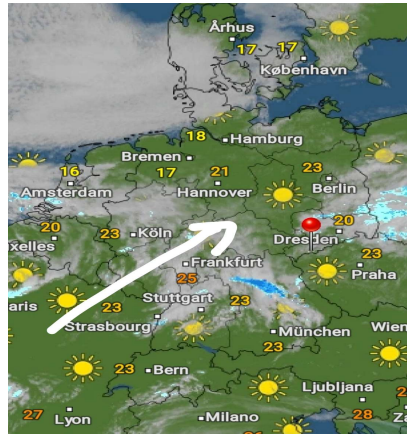 Århus
17
17
København
18
Hamburg
Bremen
16
17
21
23
Amsterdam
Hannover
Berlin
20
23
Köln
20
xelles
Dresden
Frankfurt
23
Praha
25
aris
23
Stuttgart
23
Strasbourg
München
Wien
23
23
Bern
Ljubljana
27
Lyon
Milano
28
Za